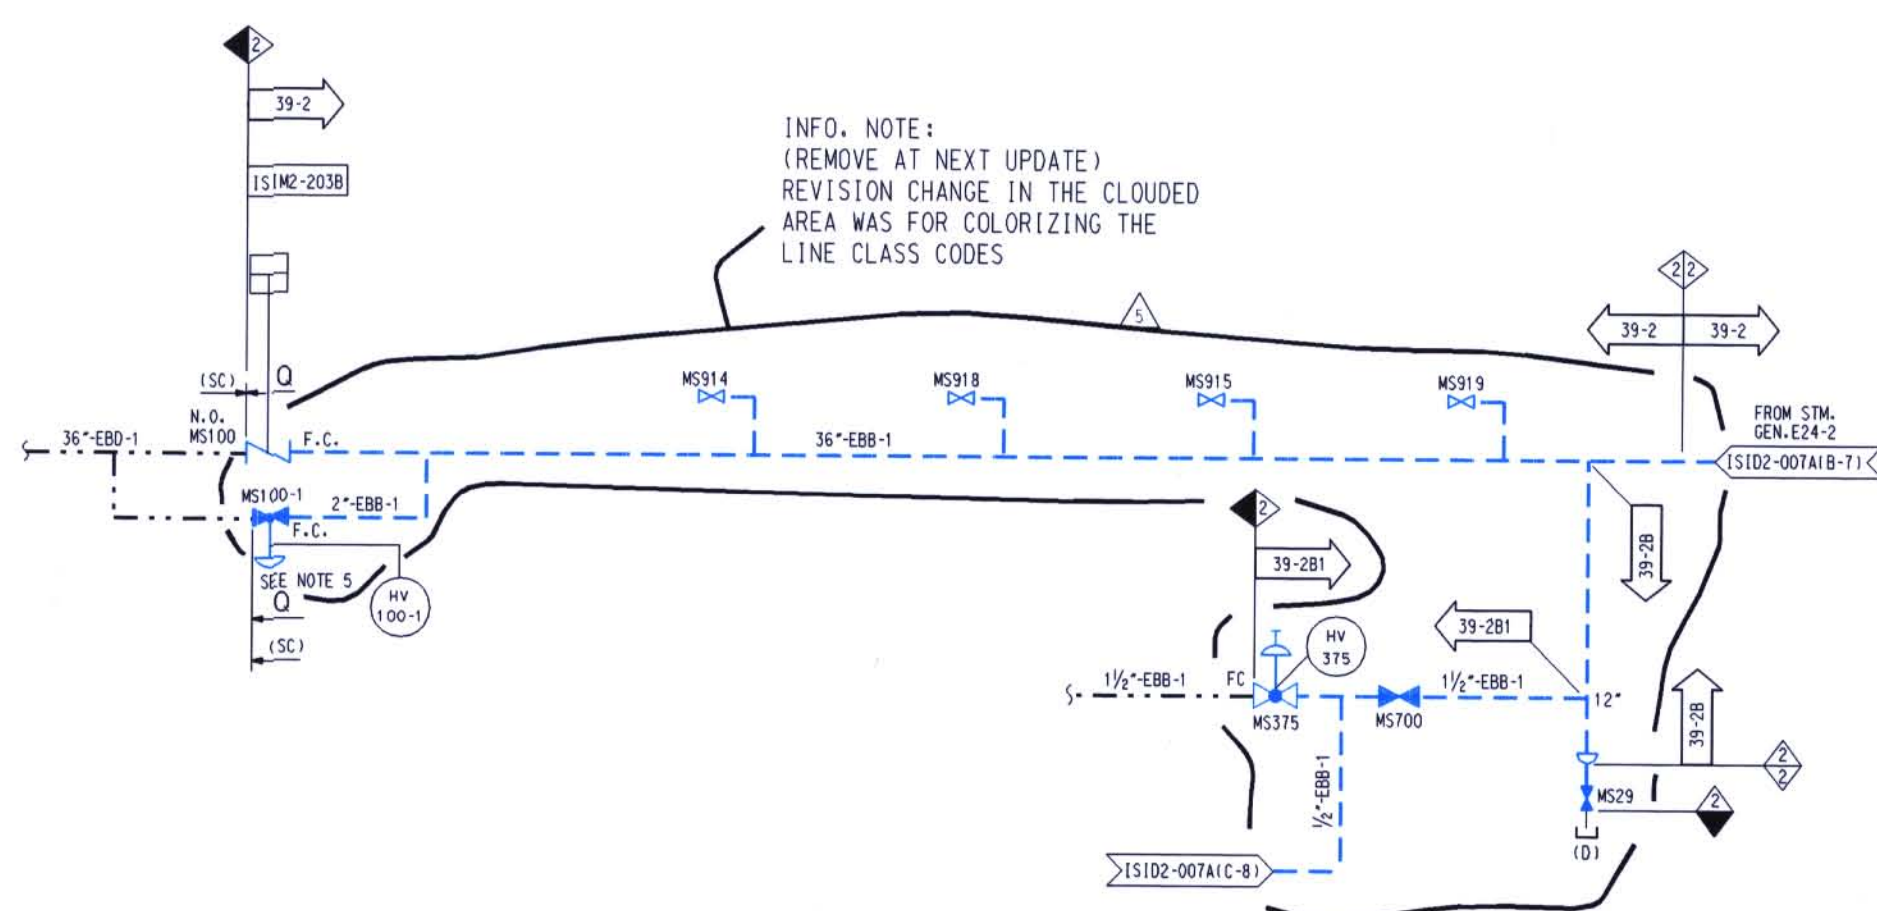 2
39-2
ISIM2-203B
INFO. NOTE:
(REMOVE AT NEXT UPDATE)
REVISION CHANGE IN THE CLOUDED
AREA WAS FOR COLORIZING THE
LINE CLASS CODES
2 2
39-2 39-2
5
(SC) Q
MS914 MS918 MS915 MS919
N.O.
MS100
F.C.
36"-EBD-1
36"-EBB-1
FROM STM.
GEN.E24-2
ISID2-007A(B-7)
MS100-1
2"-EBB-1
F.C.
SEE NOTE 5
HV
100-1
Q
(SC)
2
39-2B1
39-2B
39-2B1
HV
375
1½"-EBB-1
FC
MS375
MS700
1½"-EBB-1
12"
39-2B
½"-EBB-1
2
2
MS29
2
(D)
ISID2-007A(C-8)